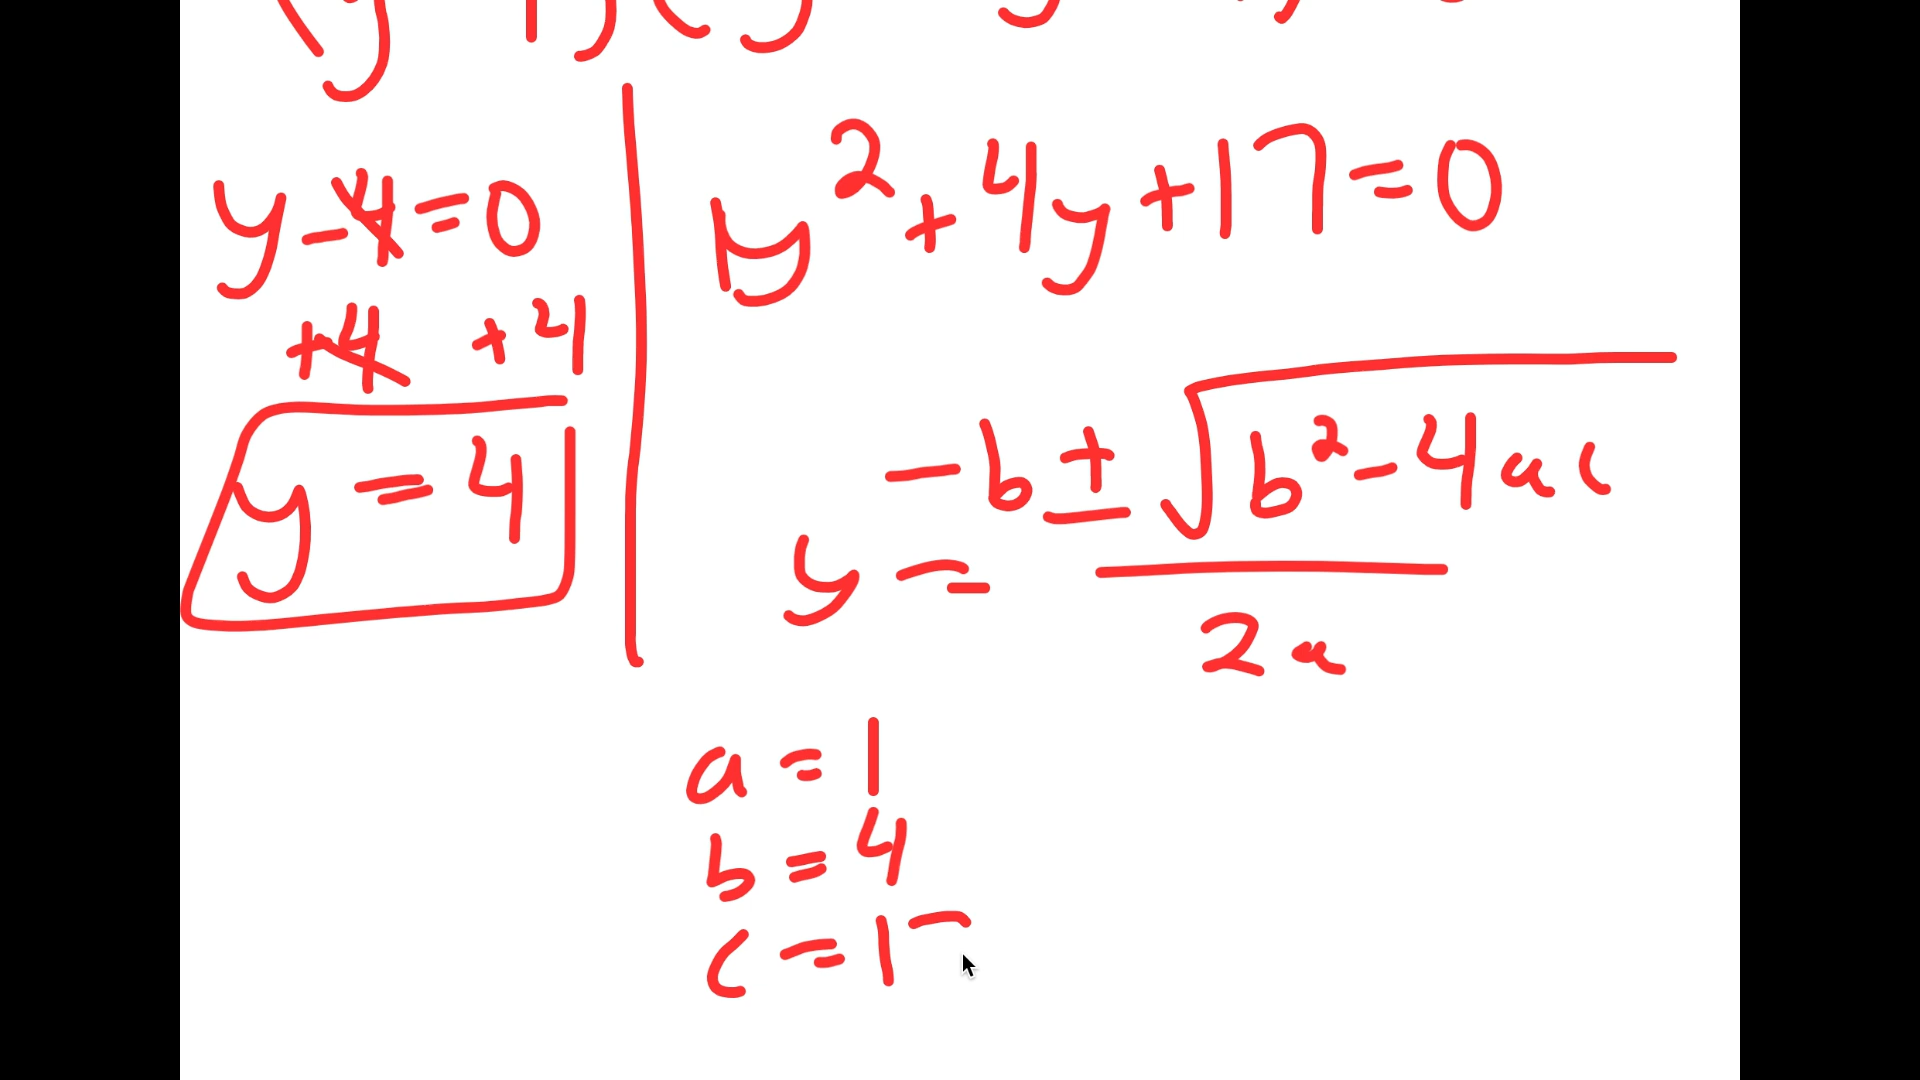 y - 4 = 0
+4 +4
y = 4
y² + 4y + 17 = 0
y = (-b ± √(b² - 4ac)) / 2a
a = 1
b = 4
c = 17